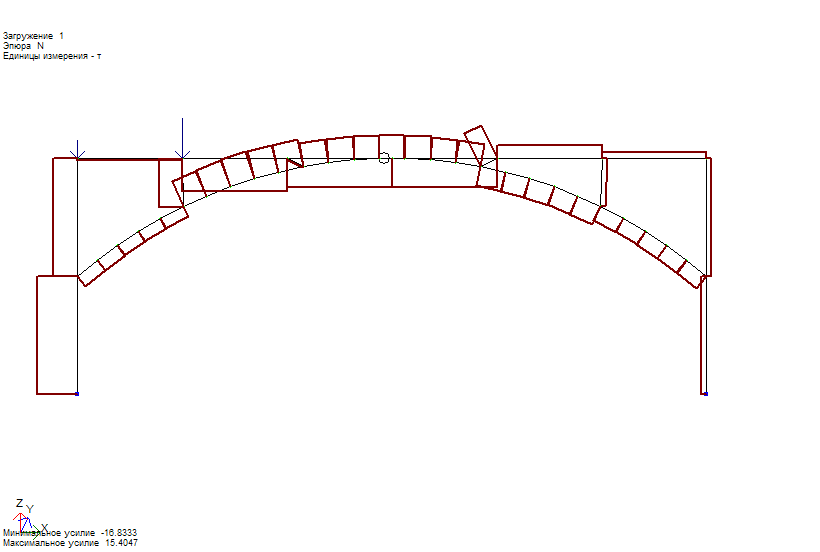 Загружение 1
Эпюра N
Единицы измерения - т
Z
Y
X
Минимальное усилие -16.8333
Максимальное усилие 15.4047